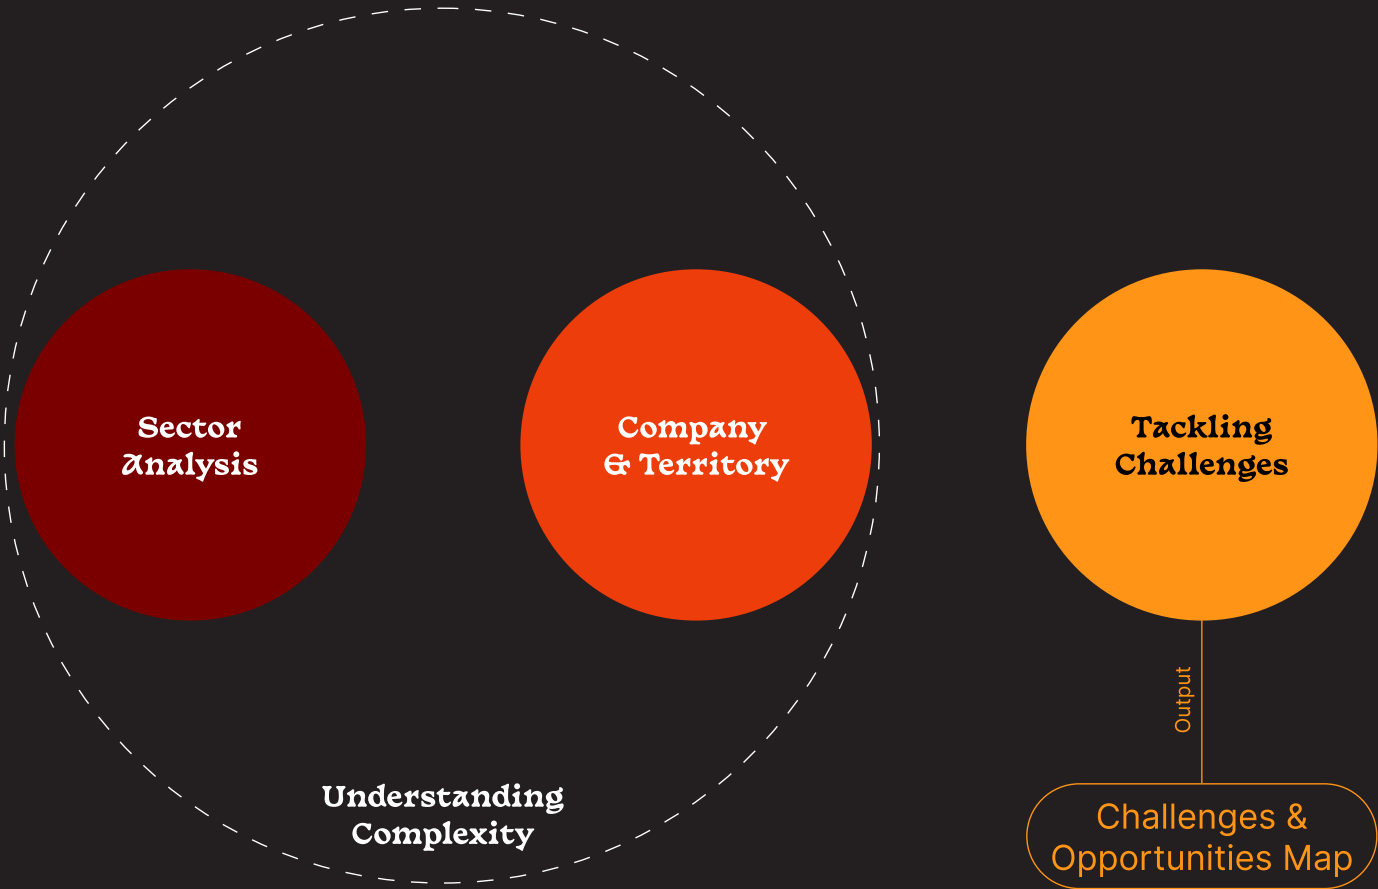 Sector
Analysis
Company
& Territory
Tackling
Challenges
Output
Understanding
Complexity
Challenges &
Opportunities Map